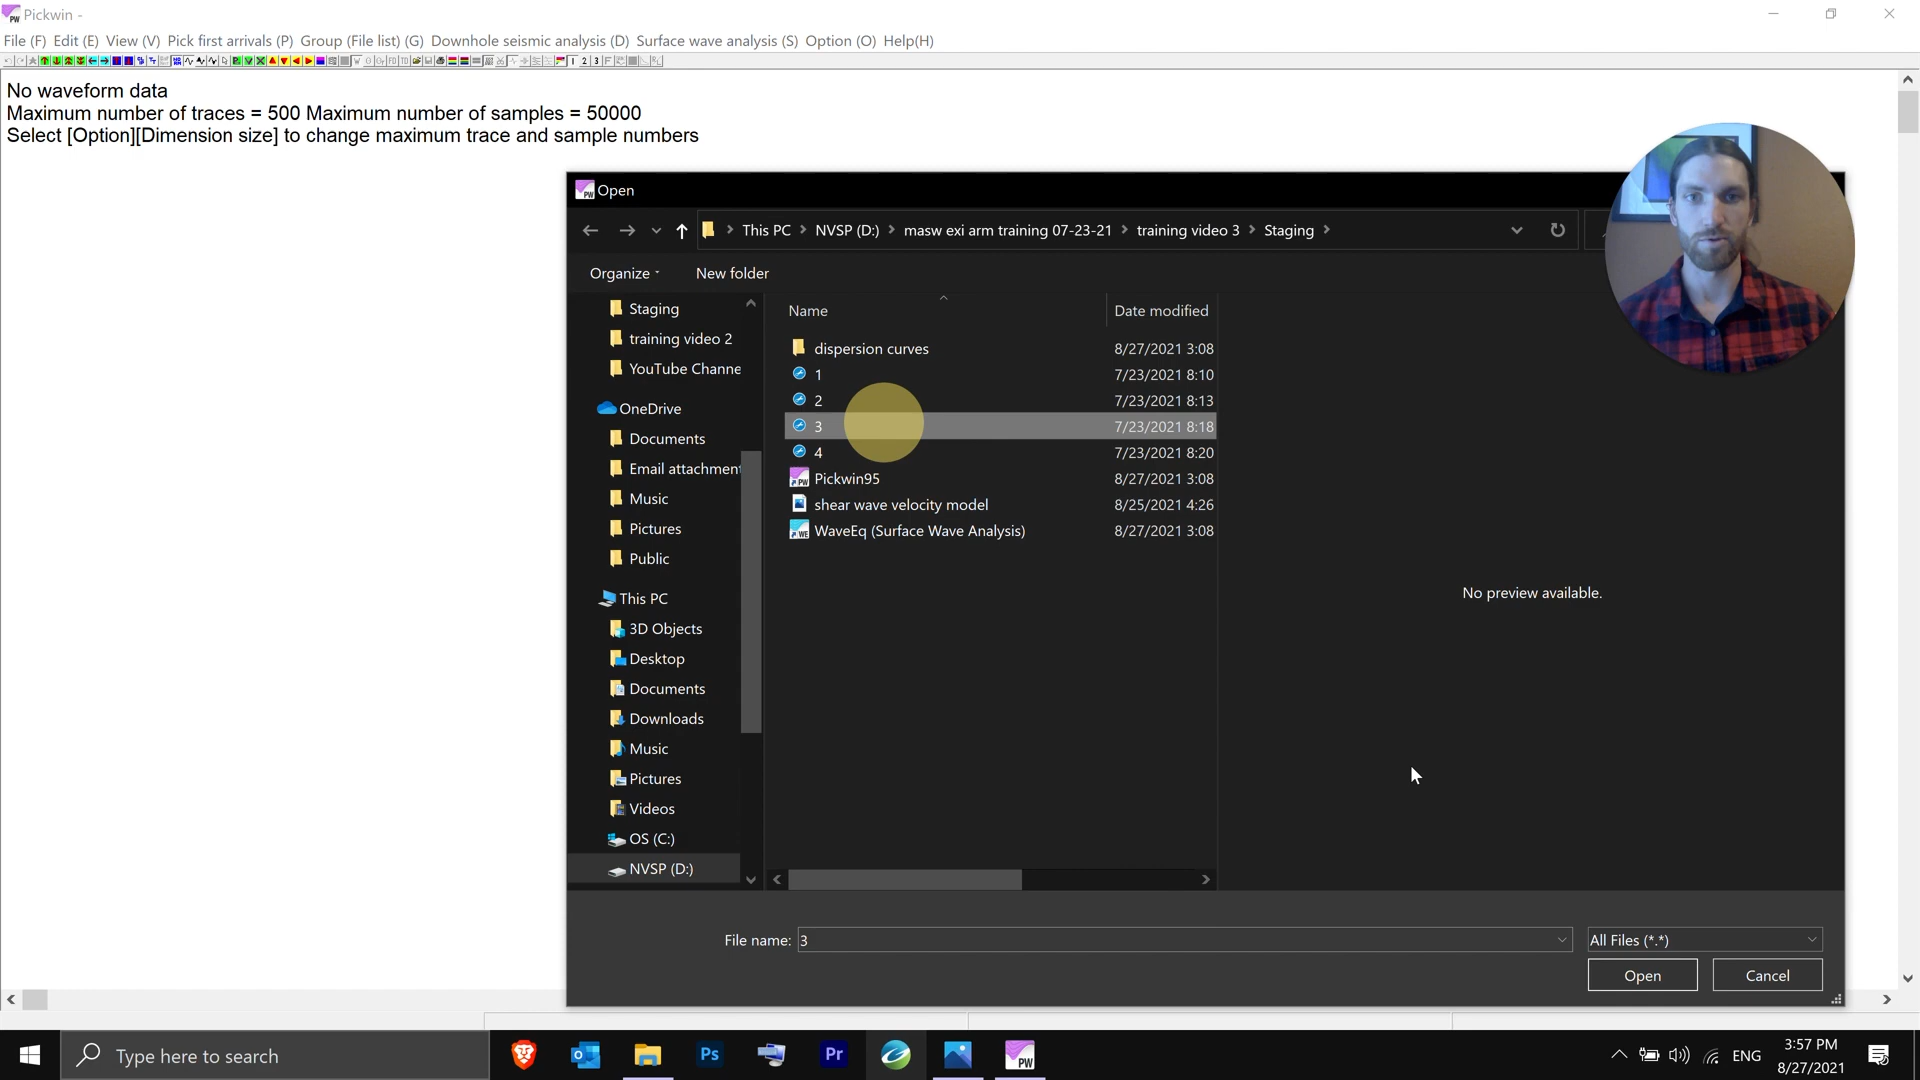 Pickwin -
File (F) Edit (E) View (V) Pick first arrivals (P) Group (File list) (G) Downhole seismic analysis (D) Surface wave analysis (S) Option (O) Help(H)
No waveform data
Maximum number of traces = 500 Maximum number of samples = 50000
Select [Option][Dimension size] to change maximum trace and sample numbers
Open
This PC > NVSP (D:) > masw exi arm training 07-23-21 > training video 3 > Staging >
Organize
New folder
Staging
training video 2
YouTube Channe
OneDrive
Documents
Email attachment
Music
Pictures
Public
This PC
3D Objects
Desktop
Documents
Downloads
Music
Pictures
Videos
OS (C:)
NVSP (D:)
Name Date modified
dispersion curves 8/27/2021 3:08
1 7/23/2021 8:10
2 7/23/2021 8:13
3 7/23/2021 8:18
4 7/23/2021 8:20
Pickwin95 8/27/2021 3:08
shear wave velocity model 8/25/2021 4:26
WaveEq (Surface Wave Analysis) 8/27/2021 3:08
No preview available.
File name: 3
All Files (*.*)
Open
Cancel
Type here to search
Ps
Pr
PW
ENG
3:57 PM
8/27/2021